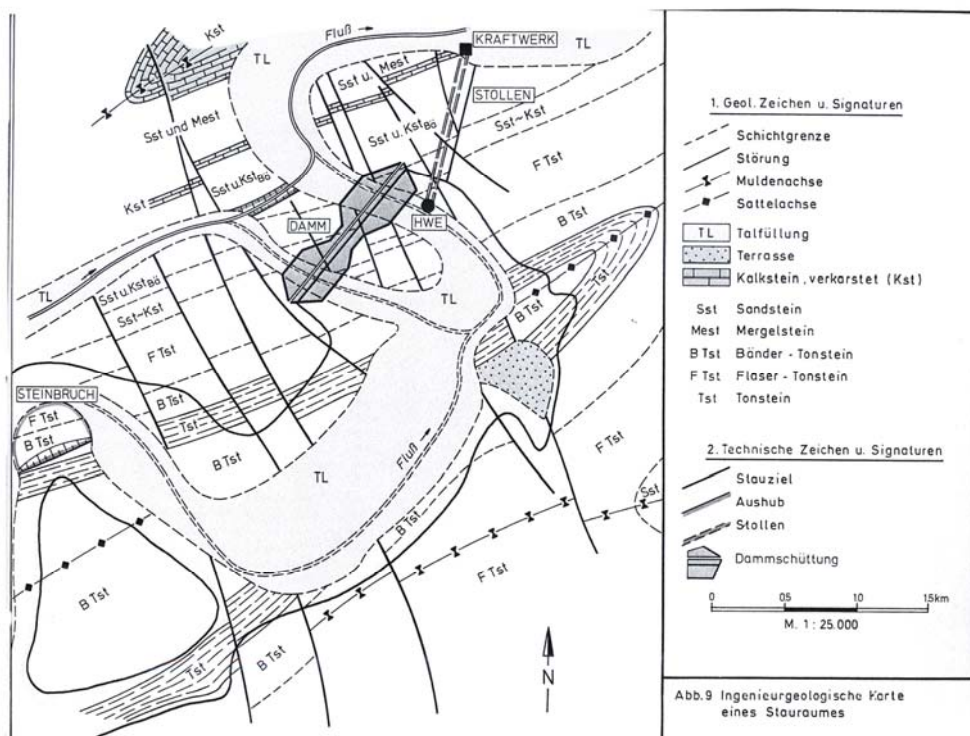 Kst
Fluß
KRAFTWERK
TL
TL
Sst u. Mest
STOLLEN
Sst und Mest
Sst u. Kst Bö
Sst~Kst
F Tst
Kst
Sst u. Kst Bö
DAMM
HWE
B Tst
TL
Sst u. Kst Bö
Sst~Kst
TL
B Tst
Tst
F Tst
STEINBRUCH
B Tst
F Tst
B Tst
Tst
B Tst
TL
Fluß
F Tst
Sst
B Tst
F Tst
B Tst
Tst
B Tst
N
1. Geol. Zeichen u. Signaturen
Schichtgrenze
Störung
Muldenachse
Sattelachse
TL Talfüllung
Terrasse
Kalkstein, verkarstet (Kst)
Sst Sandstein
Mest Mergelstein
B Tst Bänder - Tonstein
F Tst Flaser - Tonstein
Tst Tonstein
2. Technische Zeichen u. Signaturen
Stauziel
Aushub
Stollen
Dammschüttung
0 05 10 15km
M. 1 : 25.000
Abb. 9 Ingenieurgeologische Karte
eines Stauraumes